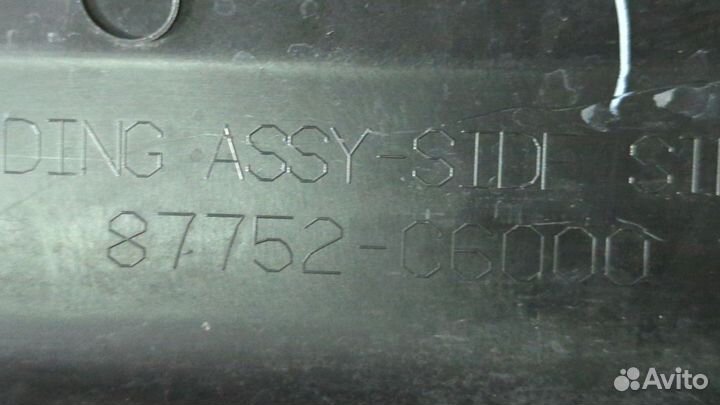 DING ASSY-SIDE SI
87752-C6000
Avito